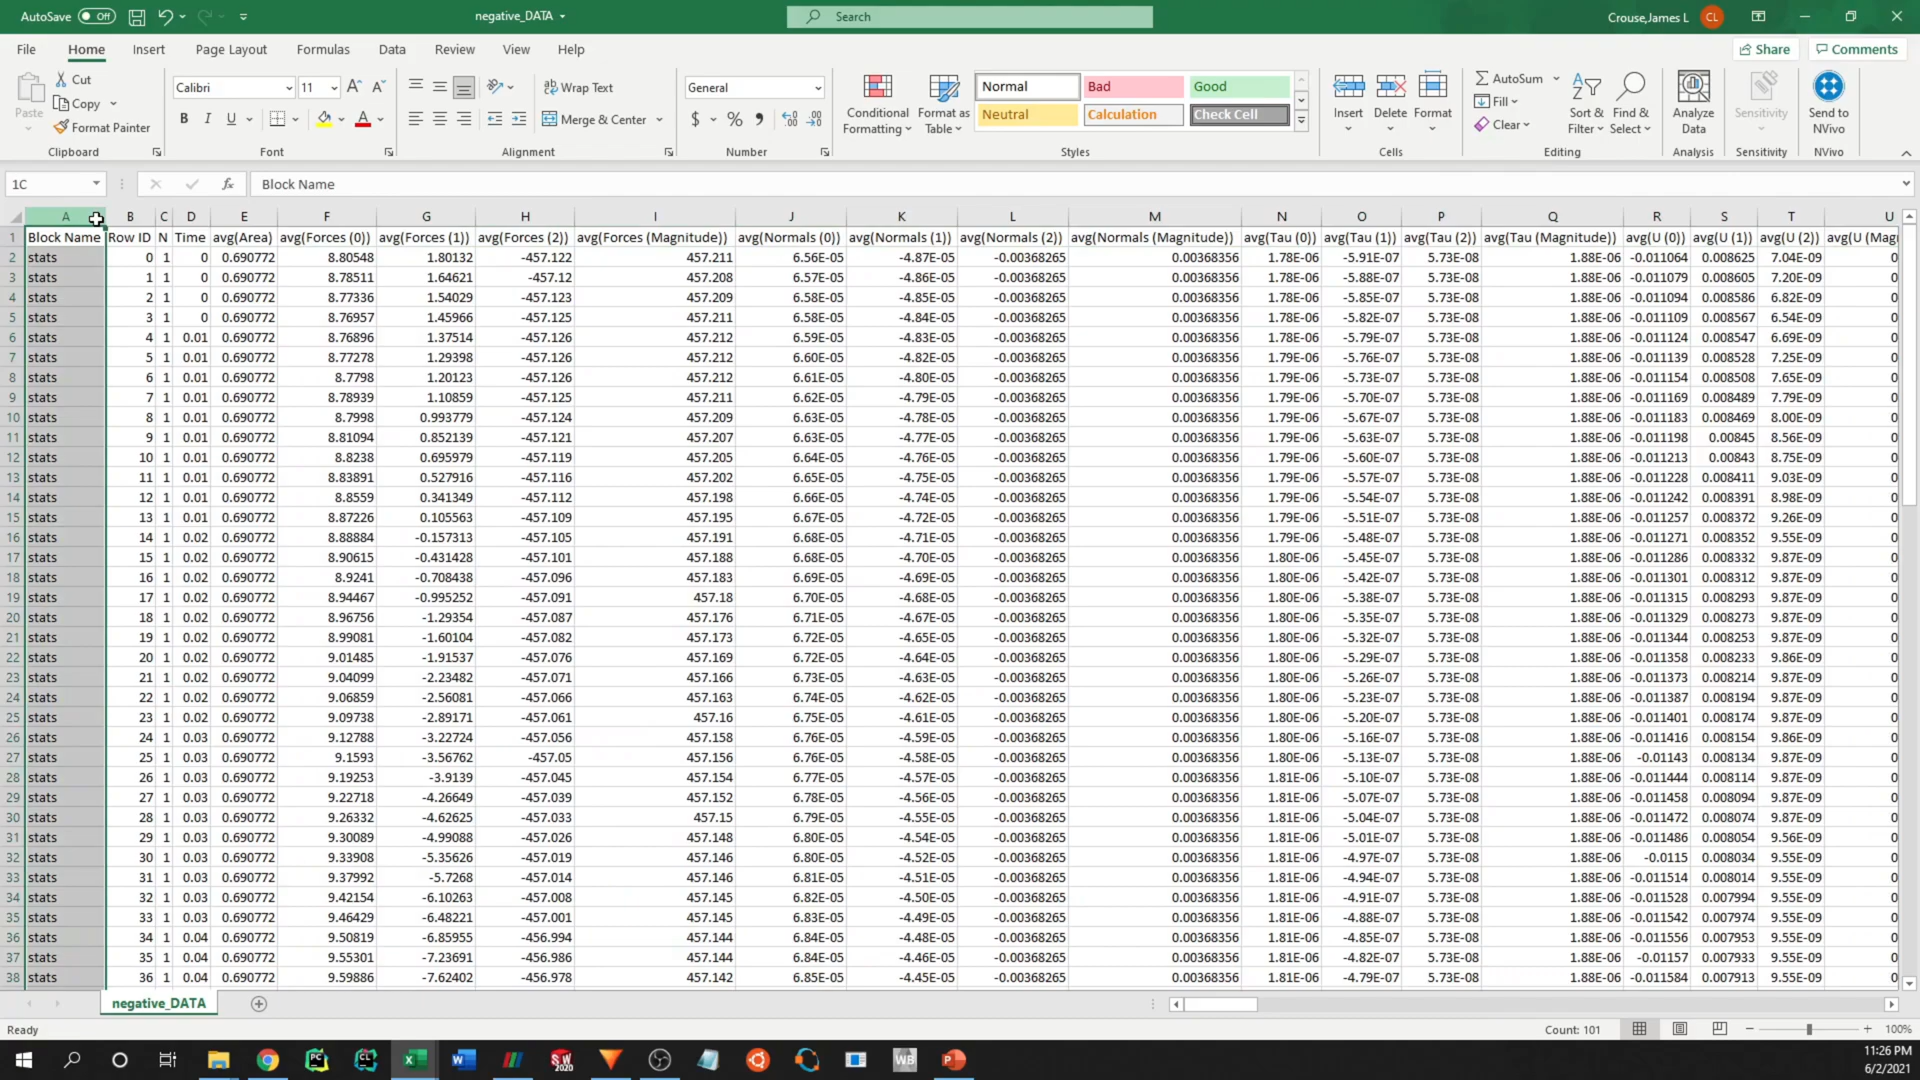 AutoSave Off negative_DATA Search Crouse,James L CL
File Home Insert Page Layout Formulas Data Review View Help Share Comments
Paste Cut Copy Format Painter Clipboard
Calibri 11 Font
Wrap Text Merge & Center Alignment
General Number
Conditional Formatting Format as Table Normal Bad Good Neutral Calculation Check Cell Styles
Insert Delete Format Cells
AutoSum Fill Clear Sort & Filter Find & Select Editing
Analyze Data Analysis Sensitivity Sensitivity Send to NVivo NVivo
1C fx Block Name
A B C D E F G H I J K L M N O P Q R S T U
1 Block Name Row ID N Time avg(Area) avg(Forces (0)) avg(Forces (1)) avg(Forces (2)) avg(Forces (Magnitude)) avg(Normals (0)) avg(Normals (1)) avg(Normals (2)) avg(Normals (Magnitude)) avg(Tau (0)) avg(Tau (1)) avg(Tau (2)) avg(Tau (Magnitude)) avg(U (0)) avg(U (1)) avg(U (2)) avg(U (Mag
2 stats 0 1 0 0.690772 8.80548 1.80132 -457.122 457.211 6.56E-05 -4.87E-05 -0.00368265 0.00368356 1.78E-06 -5.91E-07 5.73E-08 1.88E-06 -0.011064 0.008625 7.04E-09 0
3 stats 1 1 0 0.690772 8.78511 1.64621 -457.12 457.208 6.57E-05 -4.86E-05 -0.00368265 0.00368356 1.78E-06 -5.88E-07 5.73E-08 1.88E-06 -0.011079 0.008605 7.20E-09 0
4 stats 2 1 0 0.690772 8.77336 1.54029 -457.123 457.209 6.58E-05 -4.85E-05 -0.00368265 0.00368356 1.78E-06 -5.85E-07 5.73E-08 1.88E-06 -0.011094 0.008586 6.82E-09 0
5 stats 3 1 0 0.690772 8.76957 1.45966 -457.125 457.211 6.58E-05 -4.84E-05 -0.00368265 0.00368356 1.78E-06 -5.82E-07 5.73E-08 1.88E-06 -0.011109 0.008567 6.54E-09 0
6 stats 4 1 0.01 0.690772 8.76896 1.37514 -457.126 457.212 6.59E-05 -4.83E-05 -0.00368265 0.00368356 1.78E-06 -5.79E-07 5.73E-08 1.88E-06 -0.011124 0.008547 6.69E-09 0
7 stats 5 1 0.01 0.690772 8.77278 1.29398 -457.126 457.212 6.60E-05 -4.82E-05 -0.00368265 0.00368356 1.78E-06 -5.76E-07 5.73E-08 1.88E-06 -0.011139 0.008528 7.25E-09 0
8 stats 6 1 0.01 0.690772 8.7798 1.20123 -457.126 457.212 6.61E-05 -4.80E-05 -0.00368265 0.00368356 1.79E-06 -5.73E-07 5.73E-08 1.88E-06 -0.011154 0.008508 7.65E-09 0
9 stats 7 1 0.01 0.690772 8.78939 1.10859 -457.125 457.211 6.62E-05 -4.79E-05 -0.00368265 0.00368356 1.79E-06 -5.70E-07 5.73E-08 1.88E-06 -0.011169 0.008489 7.79E-09 0
10 stats 8 1 0.01 0.690772 8.7998 0.993779 -457.124 457.209 6.63E-05 -4.78E-05 -0.00368265 0.00368356 1.79E-06 -5.67E-07 5.73E-08 1.88E-06 -0.011183 0.008469 8.00E-09 0
11 stats 9 1 0.01 0.690772 8.81094 0.852139 -457.121 457.207 6.63E-05 -4.77E-05 -0.00368265 0.00368356 1.79E-06 -5.63E-07 5.73E-08 1.88E-06 -0.011198 0.00845 8.56E-09 0
12 stats 10 1 0.01 0.690772 8.8238 0.695979 -457.119 457.205 6.64E-05 -4.76E-05 -0.00368265 0.00368356 1.79E-06 -5.60E-07 5.73E-08 1.88E-06 -0.011213 0.00843 8.75E-09 0
13 stats 11 1 0.01 0.690772 8.83891 0.527916 -457.116 457.202 6.65E-05 -4.75E-05 -0.00368265 0.00368356 1.79E-06 -5.57E-07 5.73E-08 1.88E-06 -0.011228 0.008411 9.03E-09 0
14 stats 12 1 0.01 0.690772 8.8559 0.341349 -457.112 457.198 6.66E-05 -4.74E-05 -0.00368265 0.00368356 1.79E-06 -5.54E-07 5.73E-08 1.88E-06 -0.011242 0.008391 8.98E-09 0
15 stats 13 1 0.01 0.690772 8.87226 0.105563 -457.109 457.195 6.67E-05 -4.72E-05 -0.00368265 0.00368356 1.79E-06 -5.51E-07 5.73E-08 1.88E-06 -0.011257 0.008372 9.26E-09 0
16 stats 14 1 0.02 0.690772 8.88884 -0.157313 -457.105 457.191 6.68E-05 -4.71E-05 -0.00368265 0.00368356 1.79E-06 -5.48E-07 5.73E-08 1.88E-06 -0.011271 0.008352 9.55E-09 0
17 stats 15 1 0.02 0.690772 8.90615 -0.431428 -457.101 457.188 6.68E-05 -4.70E-05 -0.00368265 0.00368356 1.80E-06 -5.45E-07 5.73E-08 1.88E-06 -0.011286 0.008332 9.87E-09 0
18 stats 16 1 0.02 0.690772 8.9241 -0.708438 -457.096 457.183 6.69E-05 -4.69E-05 -0.00368265 0.00368356 1.80E-06 -5.42E-07 5.73E-08 1.88E-06 -0.011301 0.008312 9.87E-09 0
19 stats 17 1 0.02 0.690772 8.94467 -0.995252 -457.091 457.18 6.70E-05 -4.68E-05 -0.00368265 0.00368356 1.80E-06 -5.38E-07 5.73E-08 1.88E-06 -0.011315 0.008293 9.87E-09 0
20 stats 18 1 0.02 0.690772 8.96756 -1.29354 -457.087 457.176 6.71E-05 -4.67E-05 -0.00368265 0.00368356 1.80E-06 -5.35E-07 5.73E-08 1.88E-06 -0.011329 0.008273 9.87E-09 0
21 stats 19 1 0.02 0.690772 8.99081 -1.60104 -457.082 457.173 6.72E-05 -4.65E-05 -0.00368265 0.00368356 1.80E-06 -5.32E-07 5.73E-08 1.88E-06 -0.011344 0.008253 9.87E-09 0
22 stats 20 1 0.02 0.690772 9.01485 -1.91537 -457.076 457.169 6.72E-05 -4.64E-05 -0.00368265 0.00368356 1.80E-06 -5.29E-07 5.73E-08 1.88E-06 -0.011358 0.008233 9.86E-09 0
23 stats 21 1 0.02 0.690772 9.04099 -2.23482 -457.071 457.166 6.73E-05 -4.63E-05 -0.00368265 0.00368356 1.80E-06 -5.26E-07 5.73E-08 1.88E-06 -0.011373 0.008214 9.87E-09 0
24 stats 22 1 0.02 0.690772 9.06859 -2.56081 -457.066 457.163 6.74E-05 -4.62E-05 -0.00368265 0.00368356 1.80E-06 -5.23E-07 5.73E-08 1.88E-06 -0.011387 0.008194 9.87E-09 0
25 stats 23 1 0.02 0.690772 9.09738 -2.89171 -457.061 457.16 6.75E-05 -4.61E-05 -0.00368265 0.00368356 1.80E-06 -5.20E-07 5.73E-08 1.88E-06 -0.011401 0.008174 9.87E-09 0
26 stats 24 1 0.03 0.690772 9.12788 -3.22724 -457.056 457.158 6.76E-05 -4.59E-05 -0.00368265 0.00368356 1.80E-06 -5.16E-07 5.73E-08 1.88E-06 -0.011416 0.008154 9.86E-09 0
27 stats 25 1 0.03 0.690772 9.1593 -3.56762 -457.05 457.156 6.76E-05 -4.58E-05 -0.00368265 0.00368356 1.80E-06 -5.13E-07 5.73E-08 1.88E-06 -0.01143 0.008134 9.87E-09 0
28 stats 26 1 0.03 0.690772 9.19253 -3.9139 -457.045 457.154 6.77E-05 -4.57E-05 -0.00368265 0.00368356 1.81E-06 -5.10E-07 5.73E-08 1.88E-06 -0.011444 0.008114 9.87E-09 0
29 stats 27 1 0.03 0.690772 9.22718 -4.26649 -457.039 457.152 6.78E-05 -4.56E-05 -0.00368265 0.00368356 1.81E-06 -5.07E-07 5.73E-08 1.88E-06 -0.011458 0.008094 9.87E-09 0
30 stats 28 1 0.03 0.690772 9.26332 -4.62625 -457.033 457.15 6.79E-05 -4.55E-05 -0.00368265 0.00368356 1.81E-06 -5.04E-07 5.73E-08 1.88E-06 -0.011472 0.008074 9.87E-09 0
31 stats 29 1 0.03 0.690772 9.30089 -4.99088 -457.026 457.148 6.80E-05 -4.54E-05 -0.00368265 0.00368356 1.81E-06 -5.01E-07 5.73E-08 1.88E-06 -0.011486 0.008054 9.56E-09 0
32 stats 30 1 0.03 0.690772 9.33908 -5.35626 -457.019 457.146 6.80E-05 -4.52E-05 -0.00368265 0.00368356 1.81E-06 -4.97E-07 5.73E-08 1.88E-06 -0.0115 0.008034 9.55E-09 0
33 stats 31 1 0.03 0.690772 9.37992 -5.7268 -457.014 457.146 6.81E-05 -4.51E-05 -0.00368265 0.00368356 1.81E-06 -4.94E-07 5.73E-08 1.88E-06 -0.011514 0.008014 9.55E-09 0
34 stats 32 1 0.03 0.690772 9.42154 -6.10263 -457.008 457.145 6.82E-05 -4.50E-05 -0.00368265 0.00368356 1.81E-06 -4.91E-07 5.73E-08 1.88E-06 -0.011528 0.007994 9.55E-09 0
35 stats 33 1 0.03 0.690772 9.46429 -6.48221 -457.001 457.145 6.83E-05 -4.49E-05 -0.00368265 0.00368356 1.81E-06 -4.88E-07 5.73E-08 1.88E-06 -0.011542 0.007974 9.55E-09 0
36 stats 34 1 0.04 0.690772 9.50819 -6.85955 -456.994 457.144 6.84E-05 -4.48E-05 -0.00368265 0.00368356 1.81E-06 -4.85E-07 5.73E-08 1.88E-06 -0.011556 0.007953 9.55E-09 0
37 stats 35 1 0.04 0.690772 9.55301 -7.23691 -456.986 457.144 6.84E-05 -4.46E-05 -0.00368265 0.00368356 1.81E-06 -4.82E-07 5.73E-08 1.88E-06 -0.01157 0.007933 9.55E-09 0
38 stats 36 1 0.04 0.690772 9.59886 -7.62402 -456.978 457.142 6.85E-05 -4.45E-05 -0.00368265 0.00368356 1.81E-06 -4.79E-07 5.73E-08 1.88E-06 -0.011584 0.007913 9.55E-09 0
negative_DATA
Ready Count: 101 100%
PC CL X W SW 2020 WB P 11:26 PM
6/2/2021